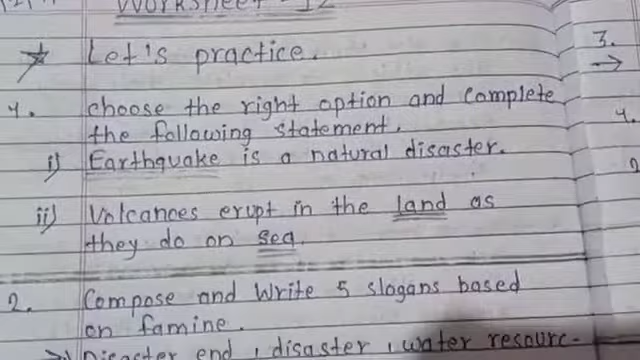 Worksheet - 12
Let's practice.
3.
→
1. choose the right option and complete
the following statement.
4.
i) Earthquake is a natural disaster.
ii) Volcanoes erupt in the land as
they do on sea.
2. Compose and Write 5 slogans based
on famine.
Disaster end, disaster, water resourc-